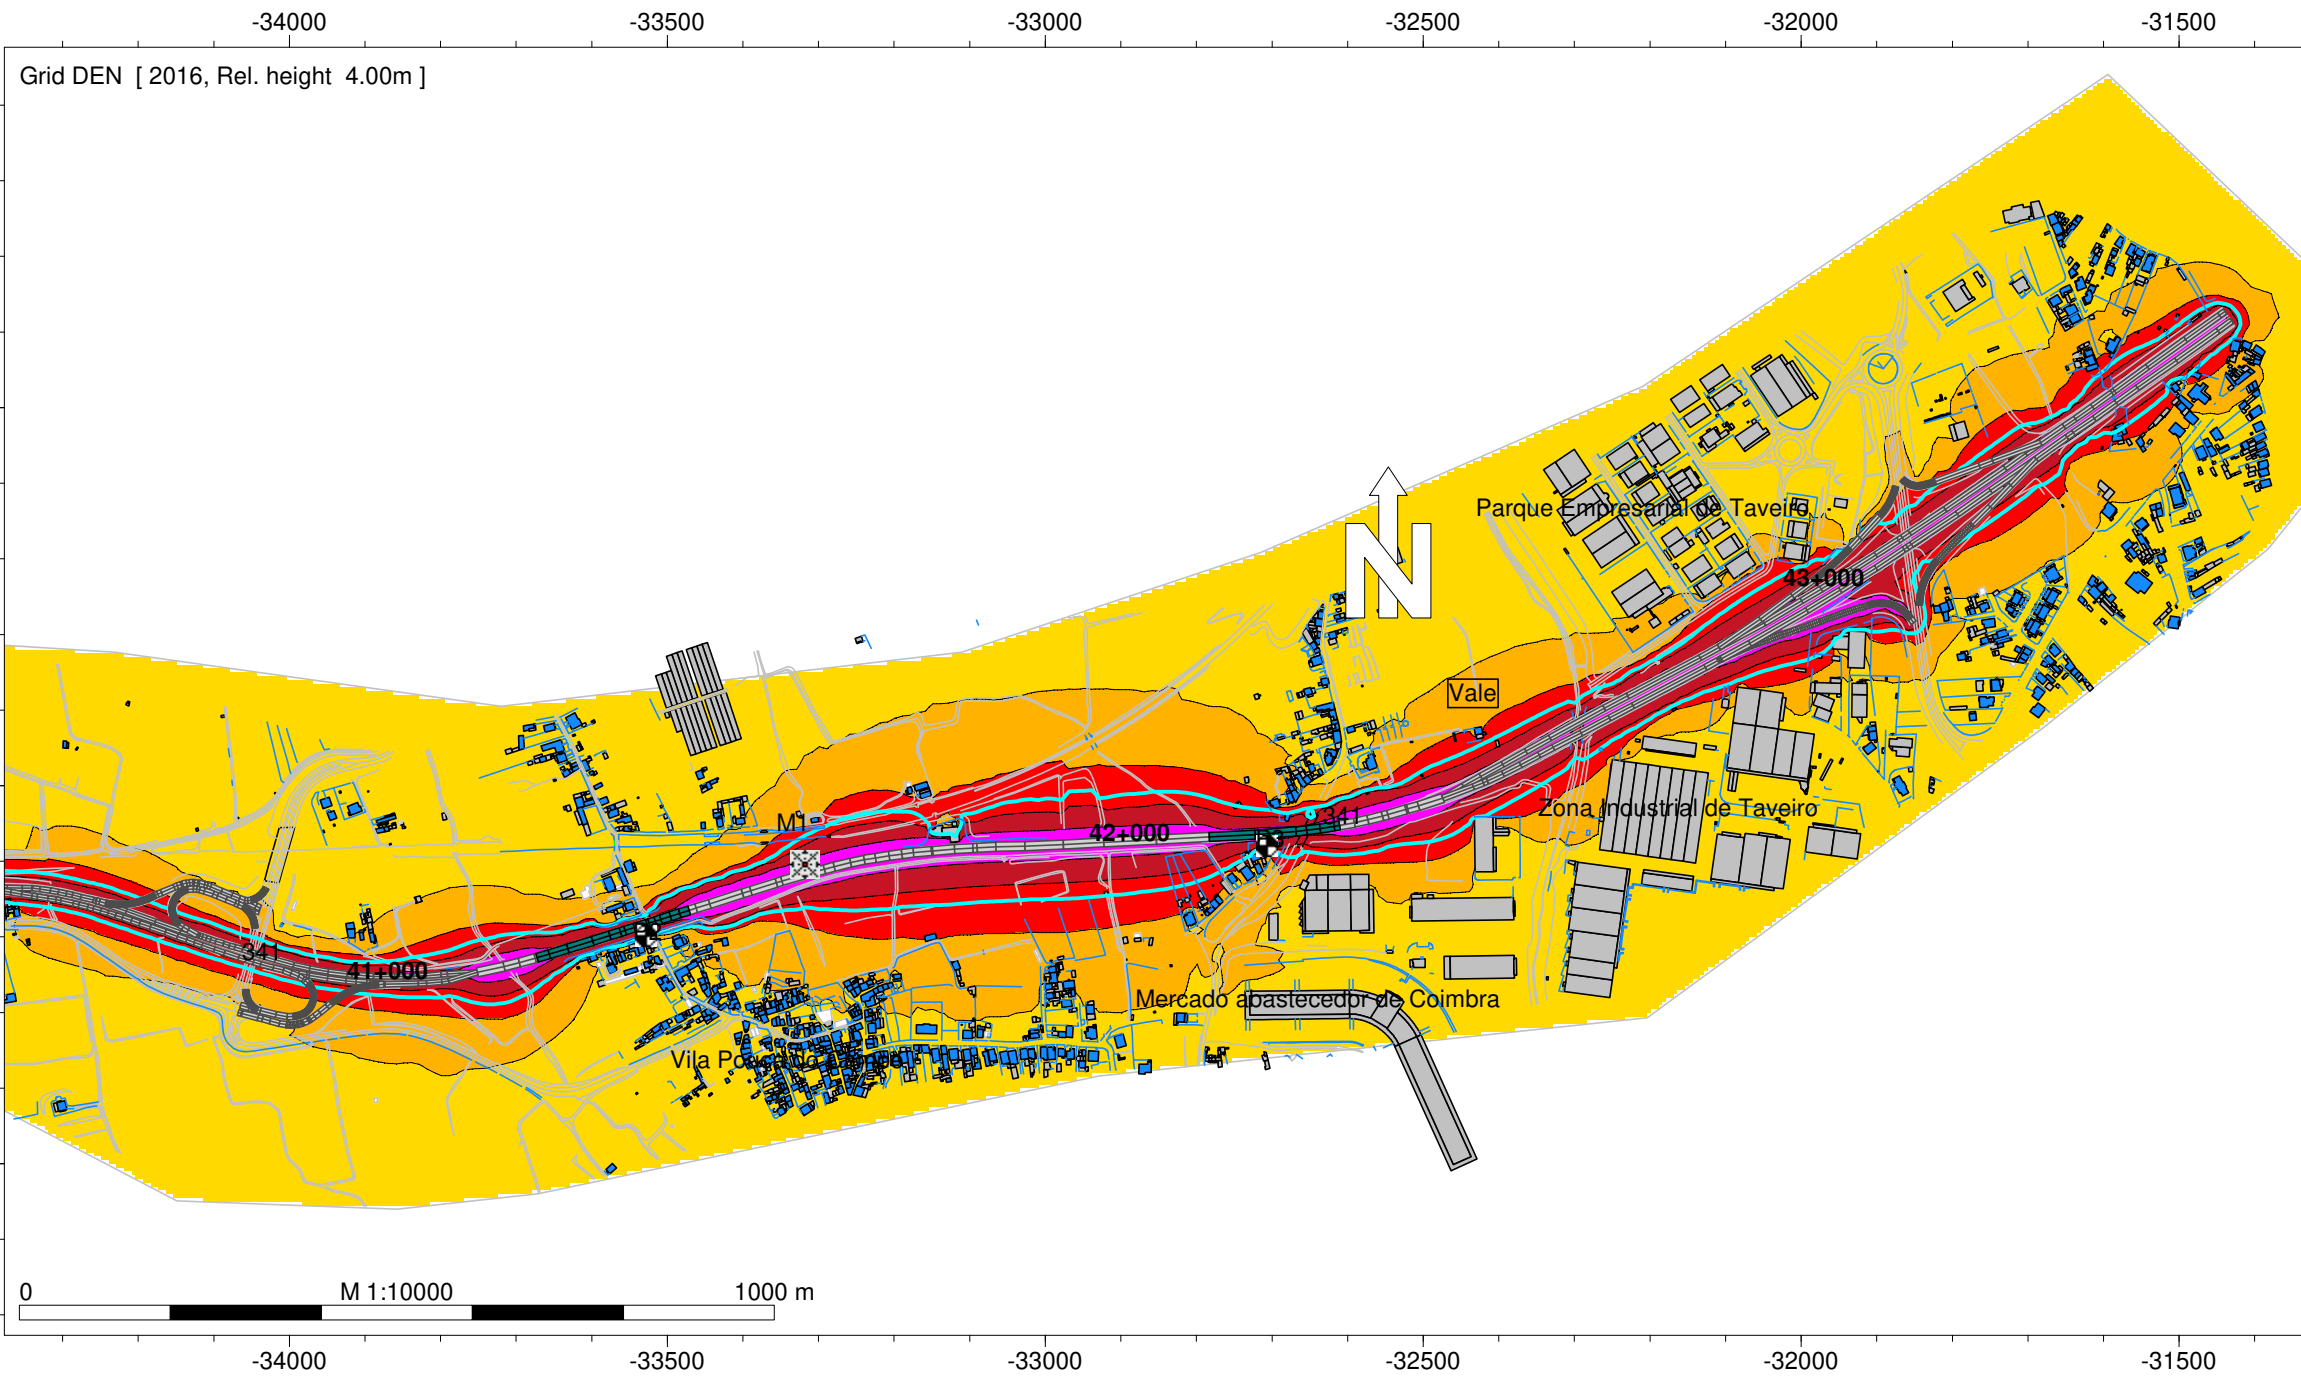 -34000 -33500 -33000 -32500 -32000 -31500
Grid DEN [ 2016, Rel. height 4.00m ]
N
Parque Empresarial de Taveiro
43+000
Vale
Zona Industrial de Taveiro
M1
341
42+000
341
41+000
Mercado abastecedor de Coimbra
Vila
0 M 1:10000 1000 m
-34000 -33500 -33000 -32500 -32000 -31500